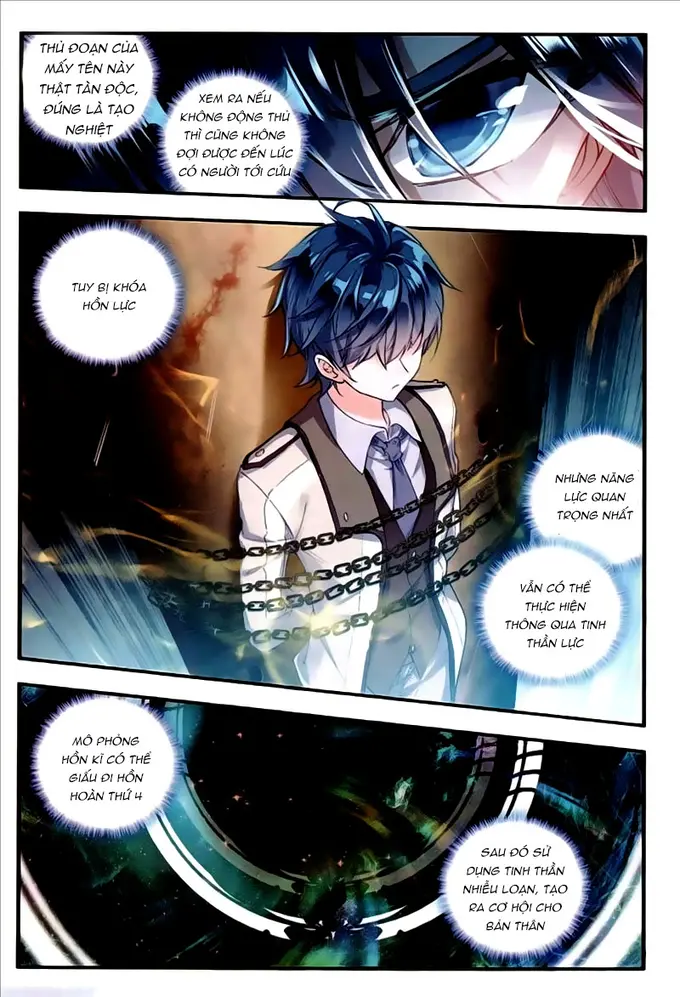 THỦ ĐOẠN CỦA
MẤY TÊN NÀY
THẬT TÀN ĐỘC,
ĐÚNG LÀ TẠO
NGHIỆT
XEM RA NẾU
KHÔNG ĐỘNG THỦ
THÌ CŨNG KHÔNG
ĐỢI ĐƯỢC ĐẾN LÚC
CÓ NGƯỜI TỚI CỨU
TUY BỊ KHÓA
HỒN LỰC
NHƯNG NĂNG
LỰC QUAN
TRỌNG NHẤT
VẪN CÓ THỂ
THỰC HIỆN
THÔNG QUA TINH
THẦN LỰC
MÔ PHỎNG
HỒN KĨ CÓ THỂ
GIẤU ĐI HỒN
HOÀN THỨ 4
SAU ĐÓ SỬ
DỤNG TINH THẦN
NHIỄU LOẠN, TẠO
RA CƠ HỘI CHO
BẢN THÂN